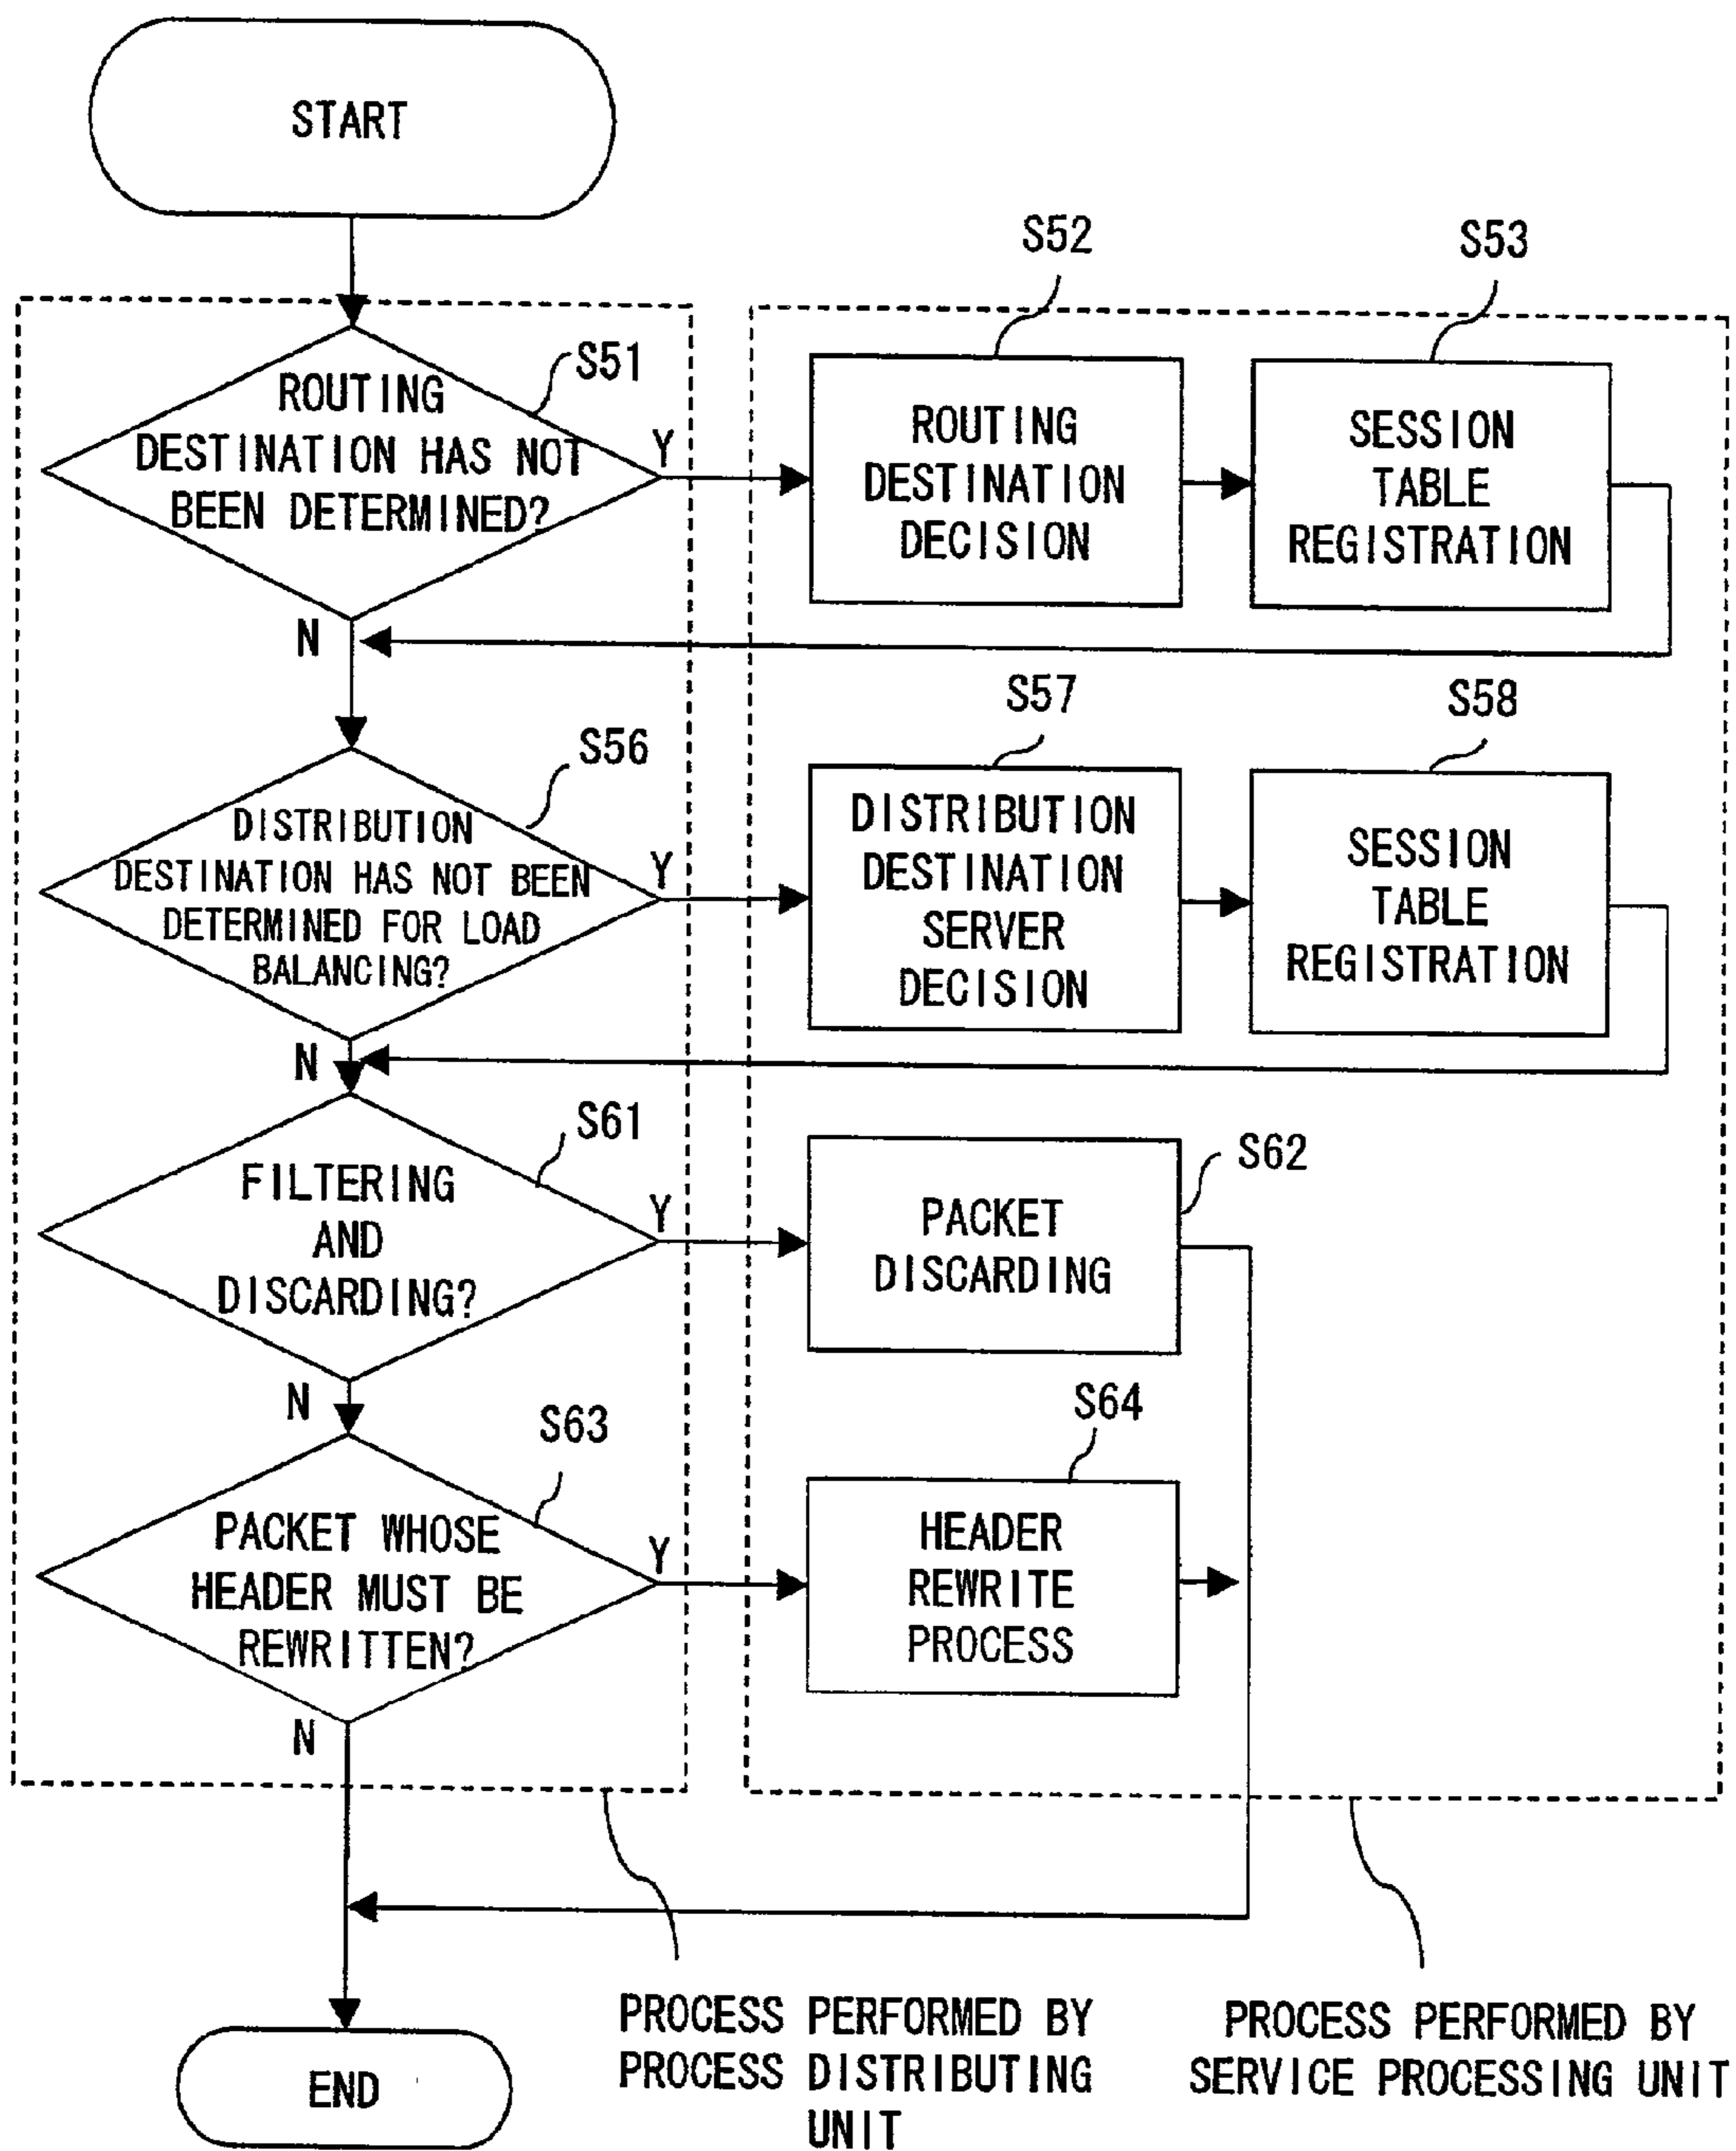 START
S52
S53
S51
ROUTING
DESTINATION HAS NOT
BEEN DETERMINED?
Y
N
ROUTING
DESTINATION
DECISION
SESSION
TABLE
REGISTRATION
S57
S58
S56
DISTRIBUTION
DESTINATION HAS NOT BEEN
DETERMINED FOR LOAD
BALANCING?
Y
N
DISTRIBUTION
DESTINATION
SERVER
DECISION
SESSION
TABLE
REGISTRATION
S61
FILTERING
AND
DISCARDING?
Y
N
S62
PACKET
DISCARDING
S63
PACKET WHOSE
HEADER MUST BE
REWRITTEN?
Y
N
S64
HEADER
REWRITE
PROCESS
PROCESS PERFORMED BY
PROCESS DISTRIBUTING
UNIT
PROCESS PERFORMED BY
SERVICE PROCESSING UNIT
END